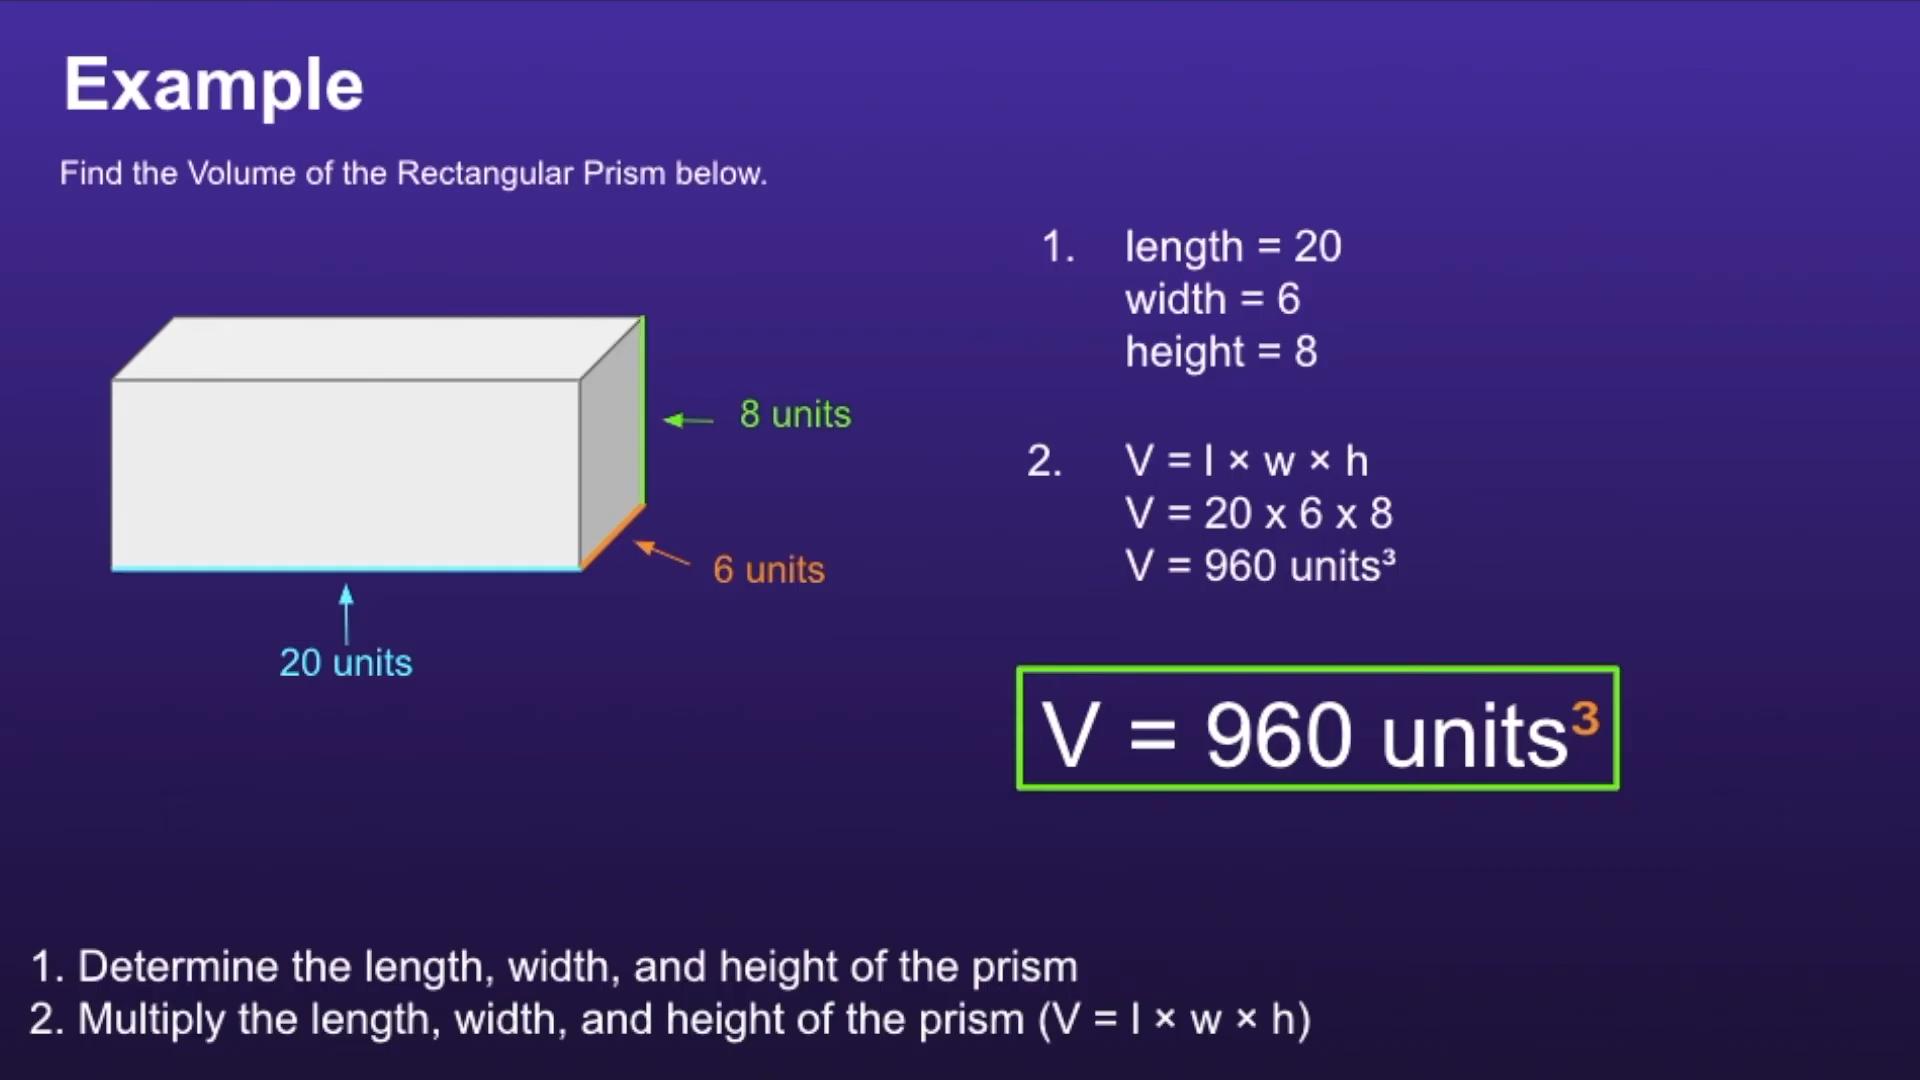 Example
Find the Volume of the Rectangular Prism below.
8 units
6 units
20 units
1. length = 20
width = 6
height = 8
2. V = l × w × h
V = 20 x 6 x 8
V = 960 units³
V = 960 units³
1. Determine the length, width, and height of the prism
2. Multiply the length, width, and height of the prism (V = l × w × h)